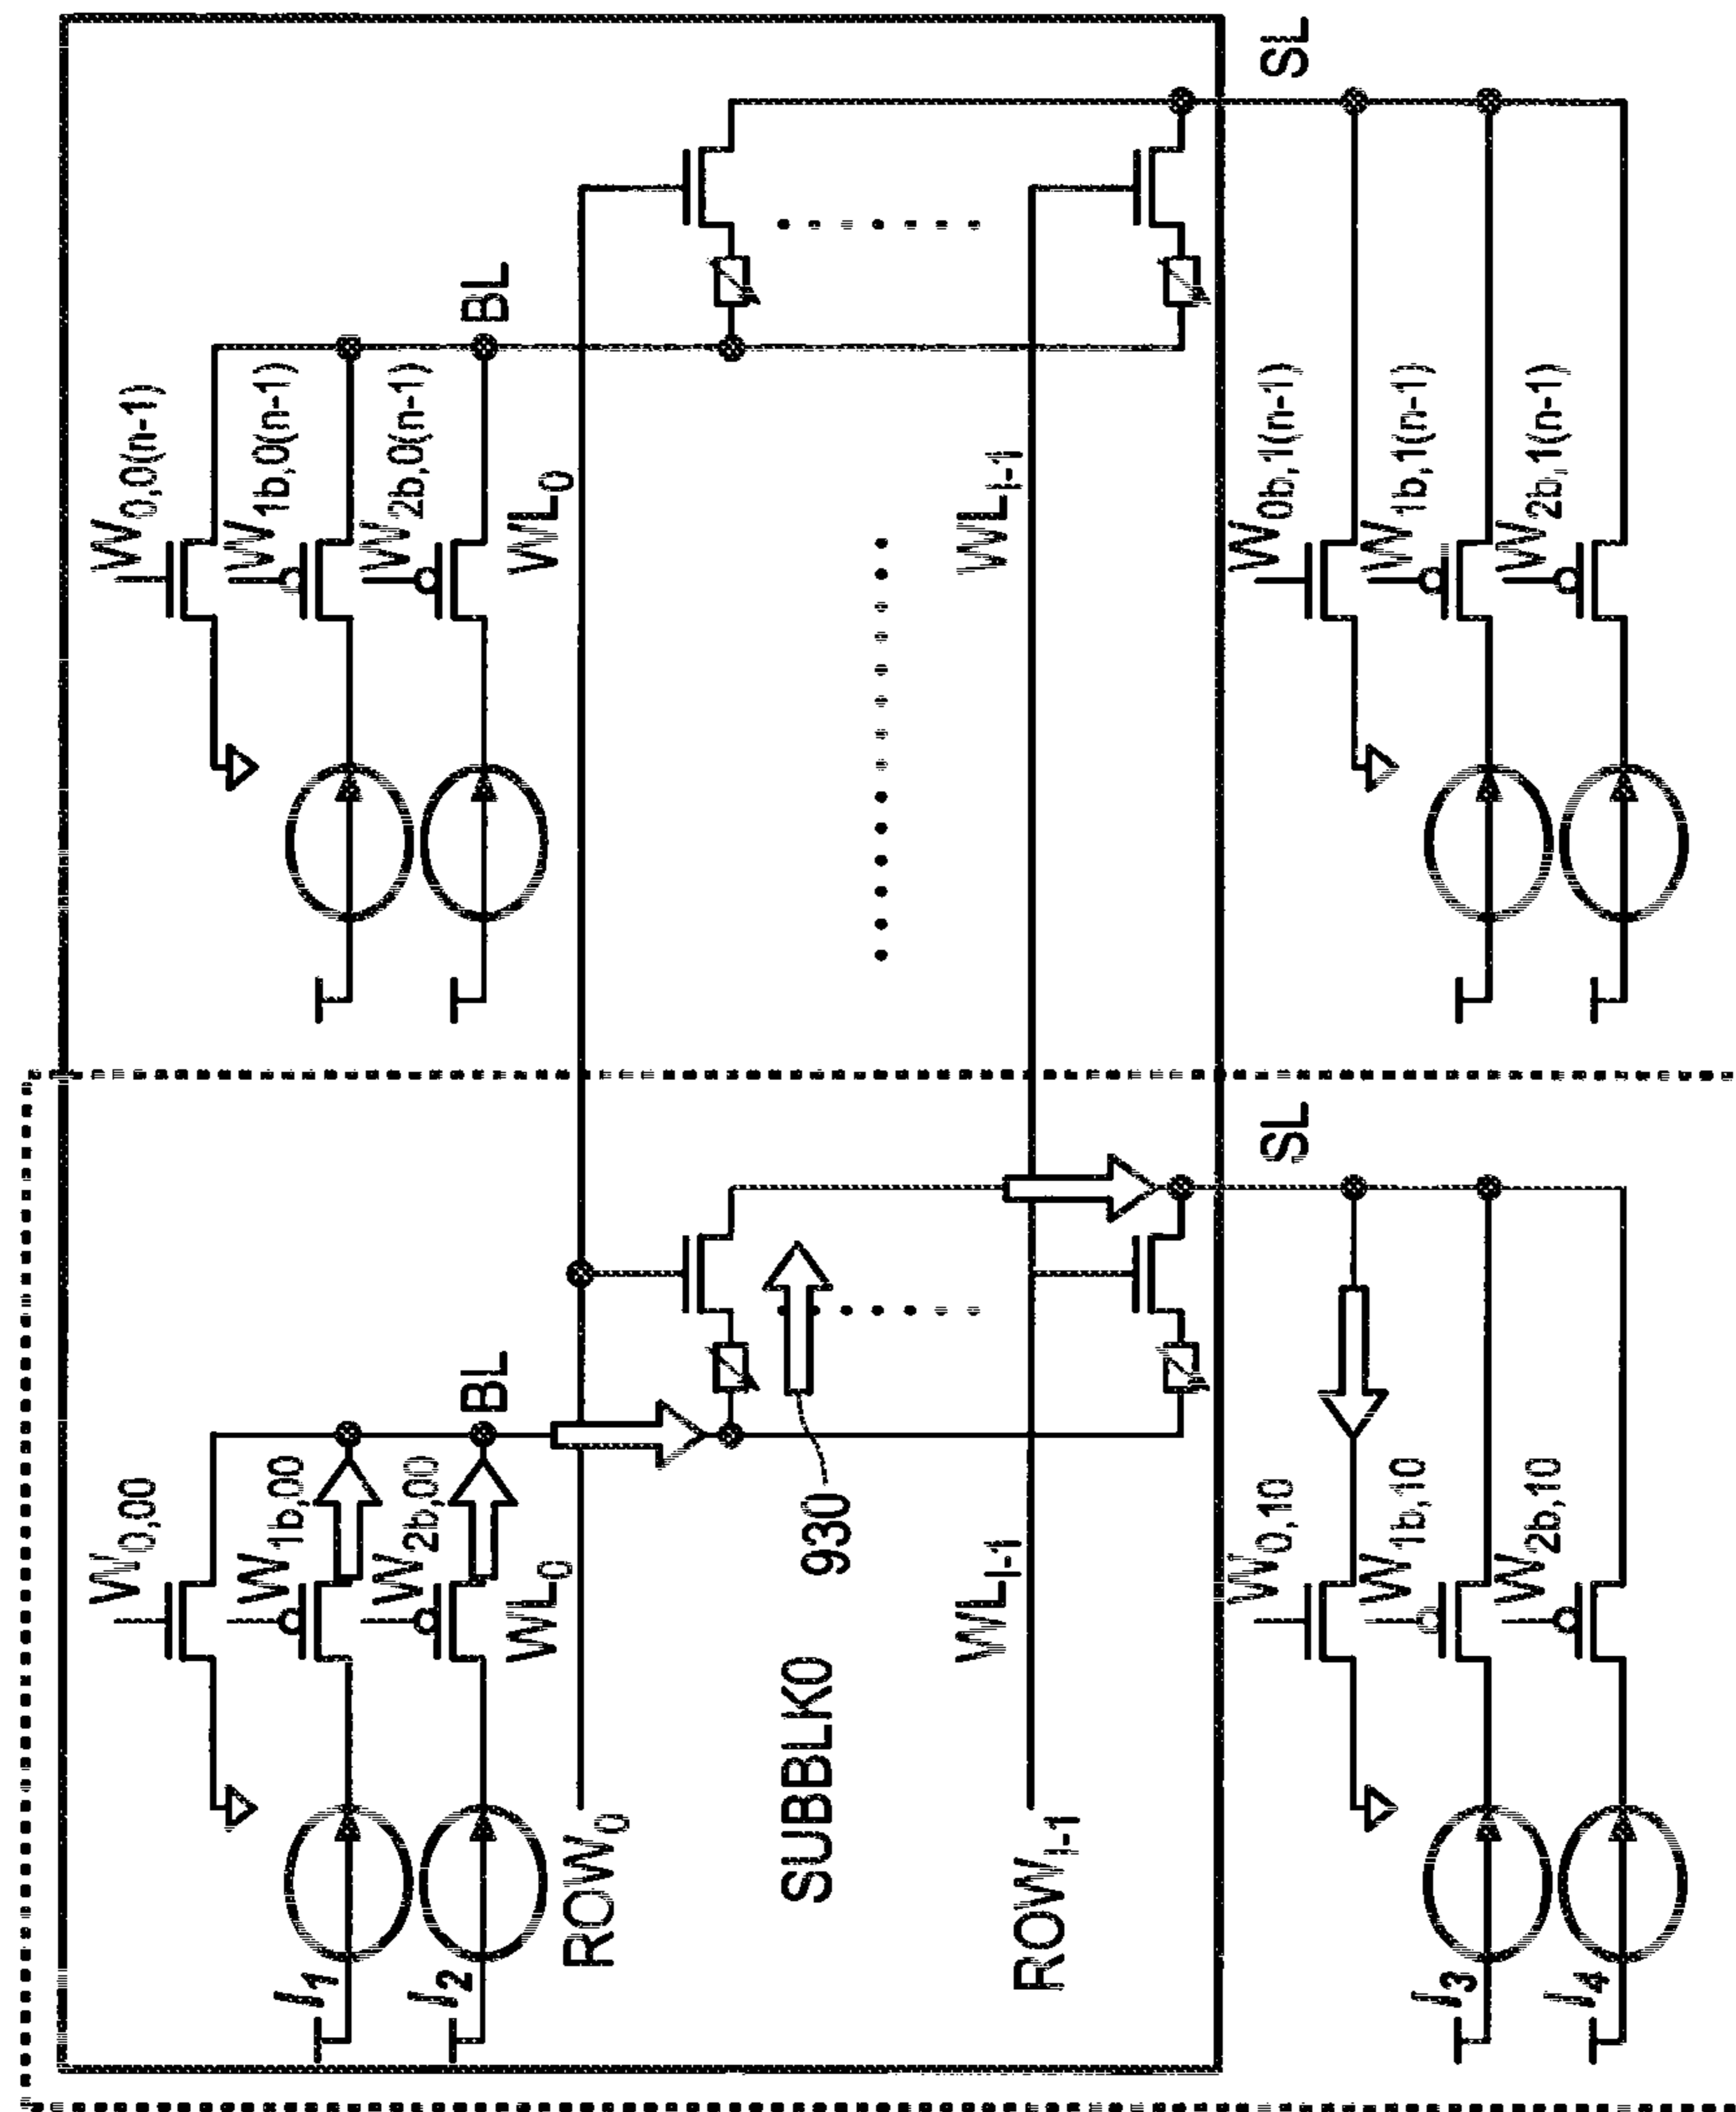 W0,00
W1b,00
W2b,00
BL
I1
I2
WL0
ROW0
930
SUBBLK0
WLI-1
ROWI-1
SL
W0,10
W1b,10
W2b,10
I3
I4
W0,0(n-1)
W1b,0(n-1)
W2b,0(n-1)
BL
WL0
WLI-1
SL
W0b,1(n-1)
W1b,1(n-1)
W2b,1(n-1)